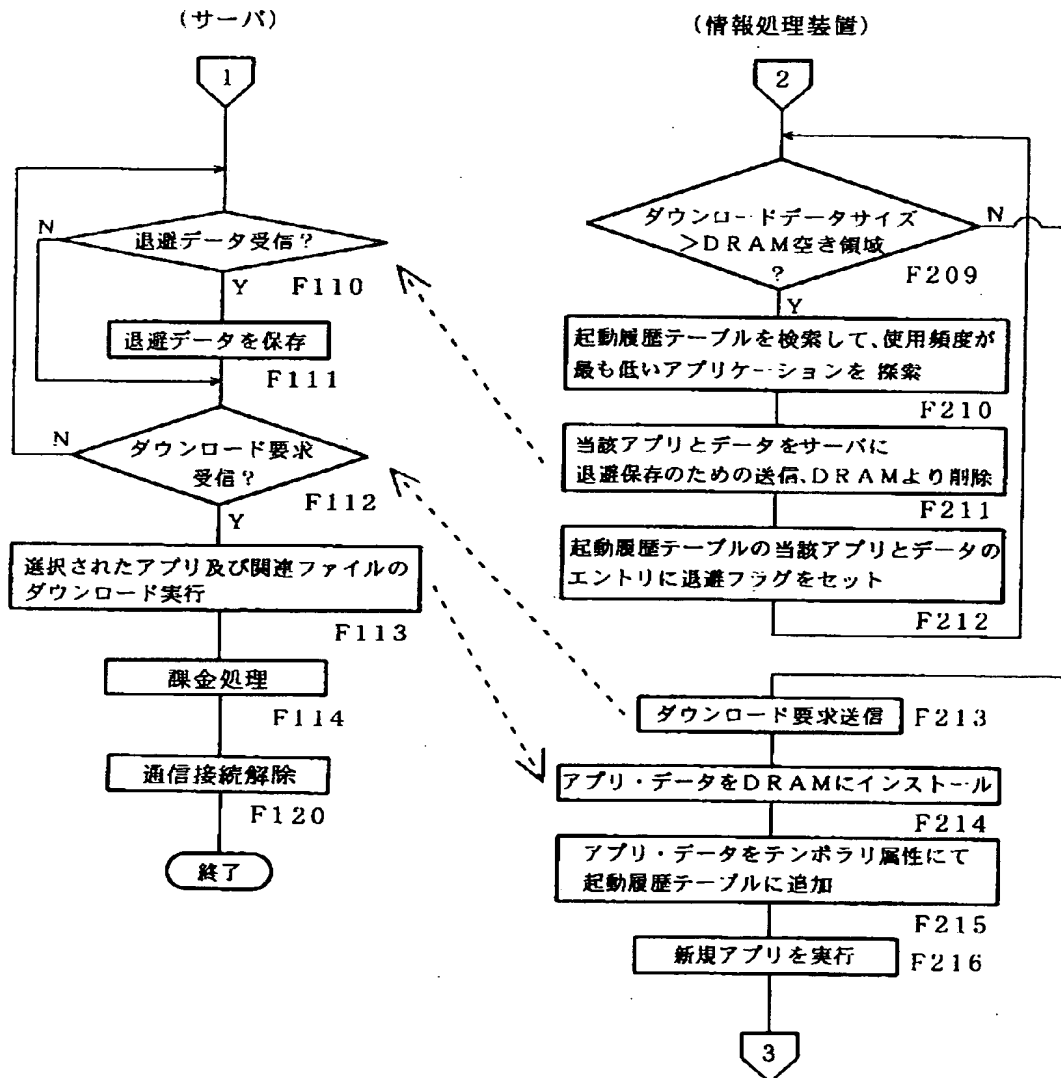 (サーバ)
1
N
退避データ受信?
Y
F110
退避データを保存
F111
N
ダウンロード要求
受信?
F112
Y
選択されたアプリ及び関連ファイルの
ダウンロード実行
F113
課金処理
F114
通信接続解除
F120
終了
(情報処理装置)
2
ダウンロードデータサイズ
>DRAM空き領域
?
N
F209
Y
起動履歴テーブルを検索して、使用頻度が
最も低いアプリケーションを 探索
F210
当該アプリとデータをサーバに
退避保存のための送信、DRAMより削除
F211
起動履歴テーブルの当該アプリとデータの
エントリに退避フラグをセット
F212
ダウンロード要求送信
F213
アプリ・データをDRAMにインストール
F214
アプリ・データをテンポラリ属性にて
起動履歴テーブルに追加
F215
新規アプリを実行
F216
3